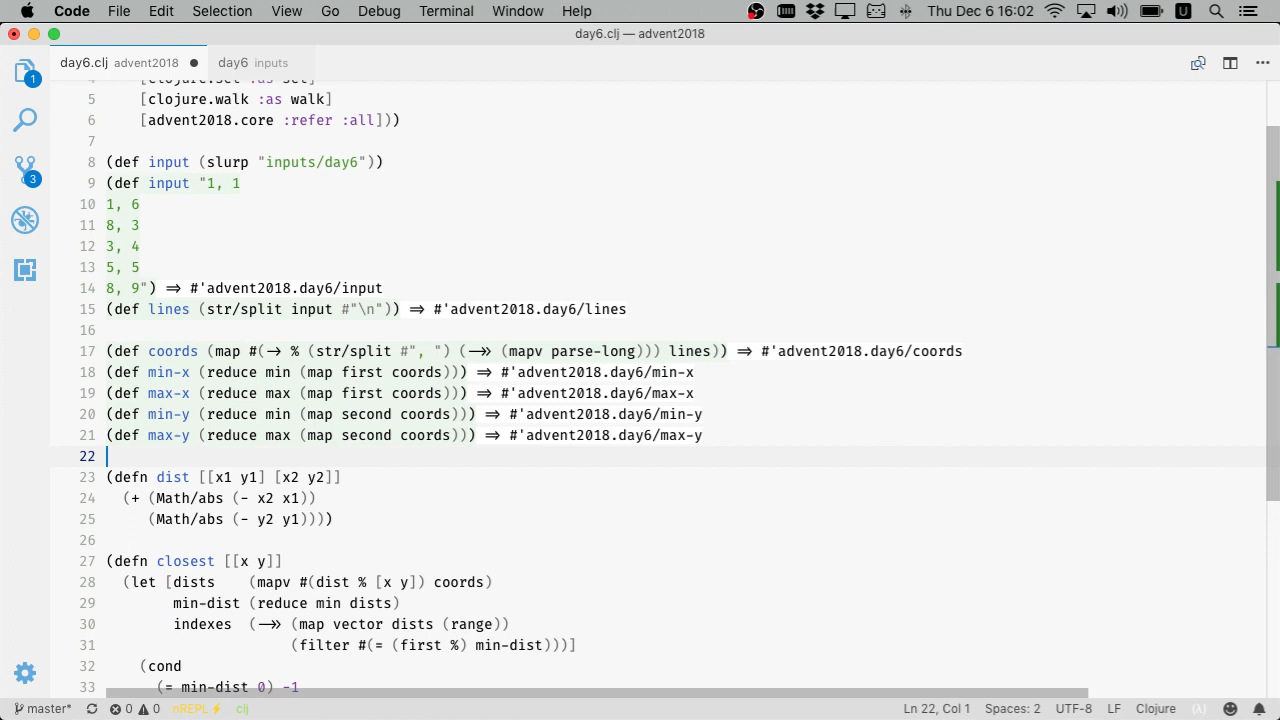 Code File Edit Selection View Go Debug Terminal Window Help Thu Dec 6 16:02 U
day6.clj — advent2018
day6.clj advent2018 ● day6 inputs
4 [clojure.set :as set]
5 [clojure.walk :as walk]
6 [advent2018.core :refer :all]))
7
8 (def input (slurp "inputs/day6"))
9 (def input "1, 1
10 1, 6
11 8, 3
12 3, 4
13 5, 5
14 8, 9") => #'advent2018.day6/input
15 (def lines (str/split input #"\n")) => #'advent2018.day6/lines
16
17 (def coords (map #(-> % (str/split #", ") (->> (mapv parse-long))) lines)) => #'advent2018.day6/coords
18 (def min-x (reduce min (map first coords))) => #'advent2018.day6/min-x
19 (def max-x (reduce max (map first coords))) => #'advent2018.day6/max-x
20 (def min-y (reduce min (map second coords))) => #'advent2018.day6/min-y
21 (def max-y (reduce max (map second coords))) => #'advent2018.day6/max-y
22
23 (defn dist [[x1 y1] [x2 y2]]
24 (+ (Math/abs (- x2 x1))
25 (Math/abs (- y2 y1))))
26
27 (defn closest [[x y]]
28 (let [dists (mapv #(dist % [x y]) coords)
29 min-dist (reduce min dists)
30 indexes (->> (map vector dists (range))
31 (filter #(= (first %) min-dist)))]
32 (cond
33 (= min-dist 0) -1
1
3
master* 0 0 nREPL⚡ clj Ln 22, Col 1 Spaces: 2 UTF-8 LF Clojure (λ)